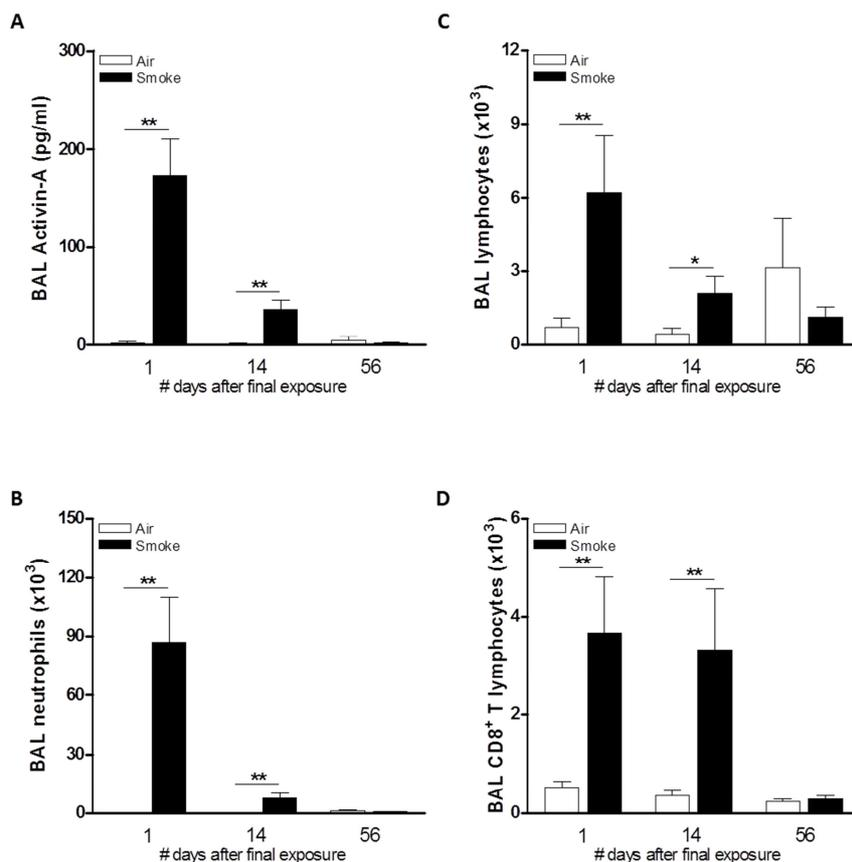 A
BAL Activin-A (pg/ml)
300
200
100
0
Air
Smoke
**
**
1
14
56
# days after final exposure
C
BAL lymphocytes (x10³)
12
9
6
3
0
Air
Smoke
**
*
1
14
56
# days after final exposure
B
BAL neutrophils (x10³)
150
120
90
60
30
0
Air
Smoke
**
**
1
14
56
# days after final exposure
D
BAL CD8⁺ T lymphocytes (x10³)
6
4
2
0
Air
Smoke
**
**
1
14
56
# days after final exposure